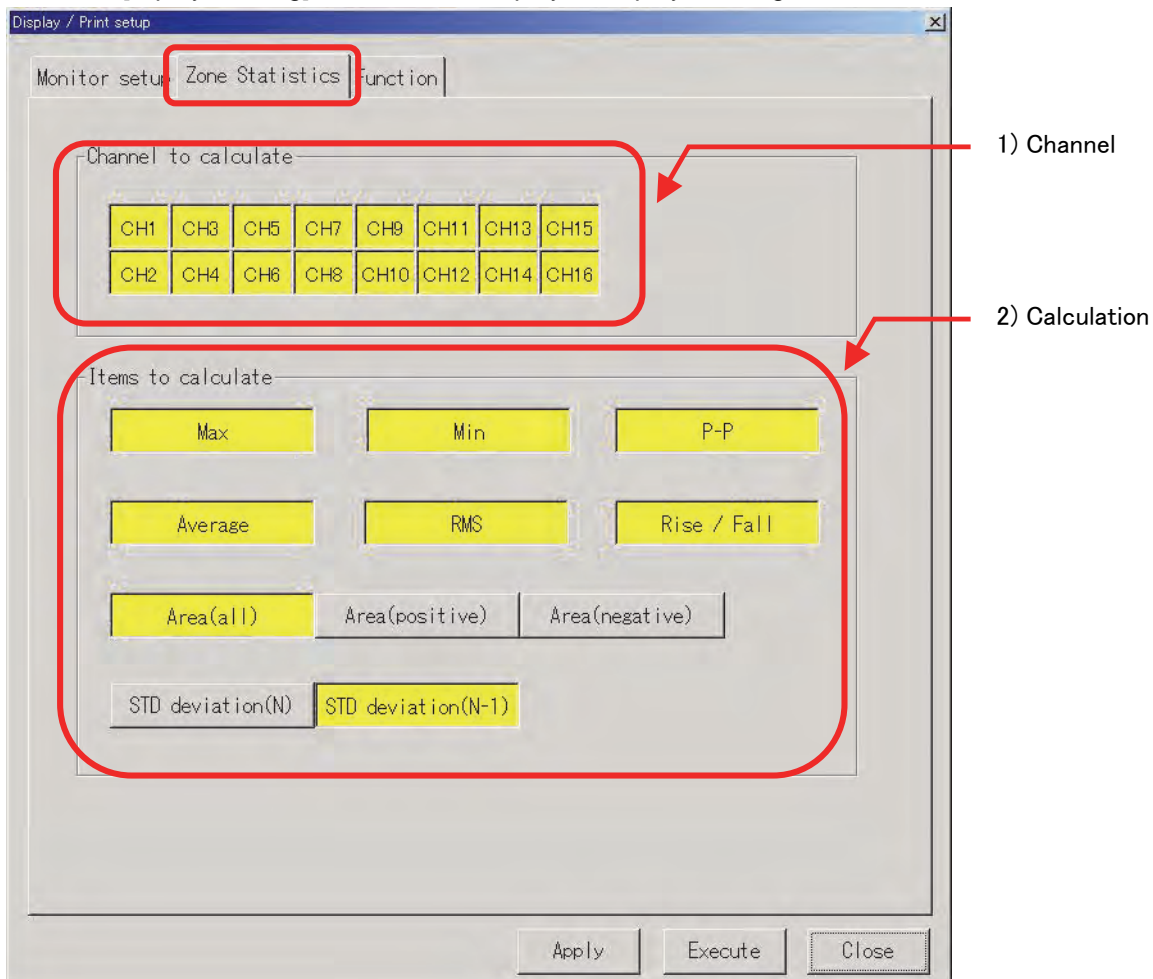 Display / Print setup
Monitor setup Zone Statistics Function
Channel to calculate
1) Channel
CH1 CH3 CH5 CH7 CH9 CH11 CH13 CH15
CH2 CH4 CH6 CH8 CH10 CH12 CH14 CH16
2) Calculation
Items to calculate
Max Min P-P
Average RMS Rise / Fall
Area(all) Area(positive) Area(negative)
STD deviation(N) STD deviation(N-1)
Apply Execute Close